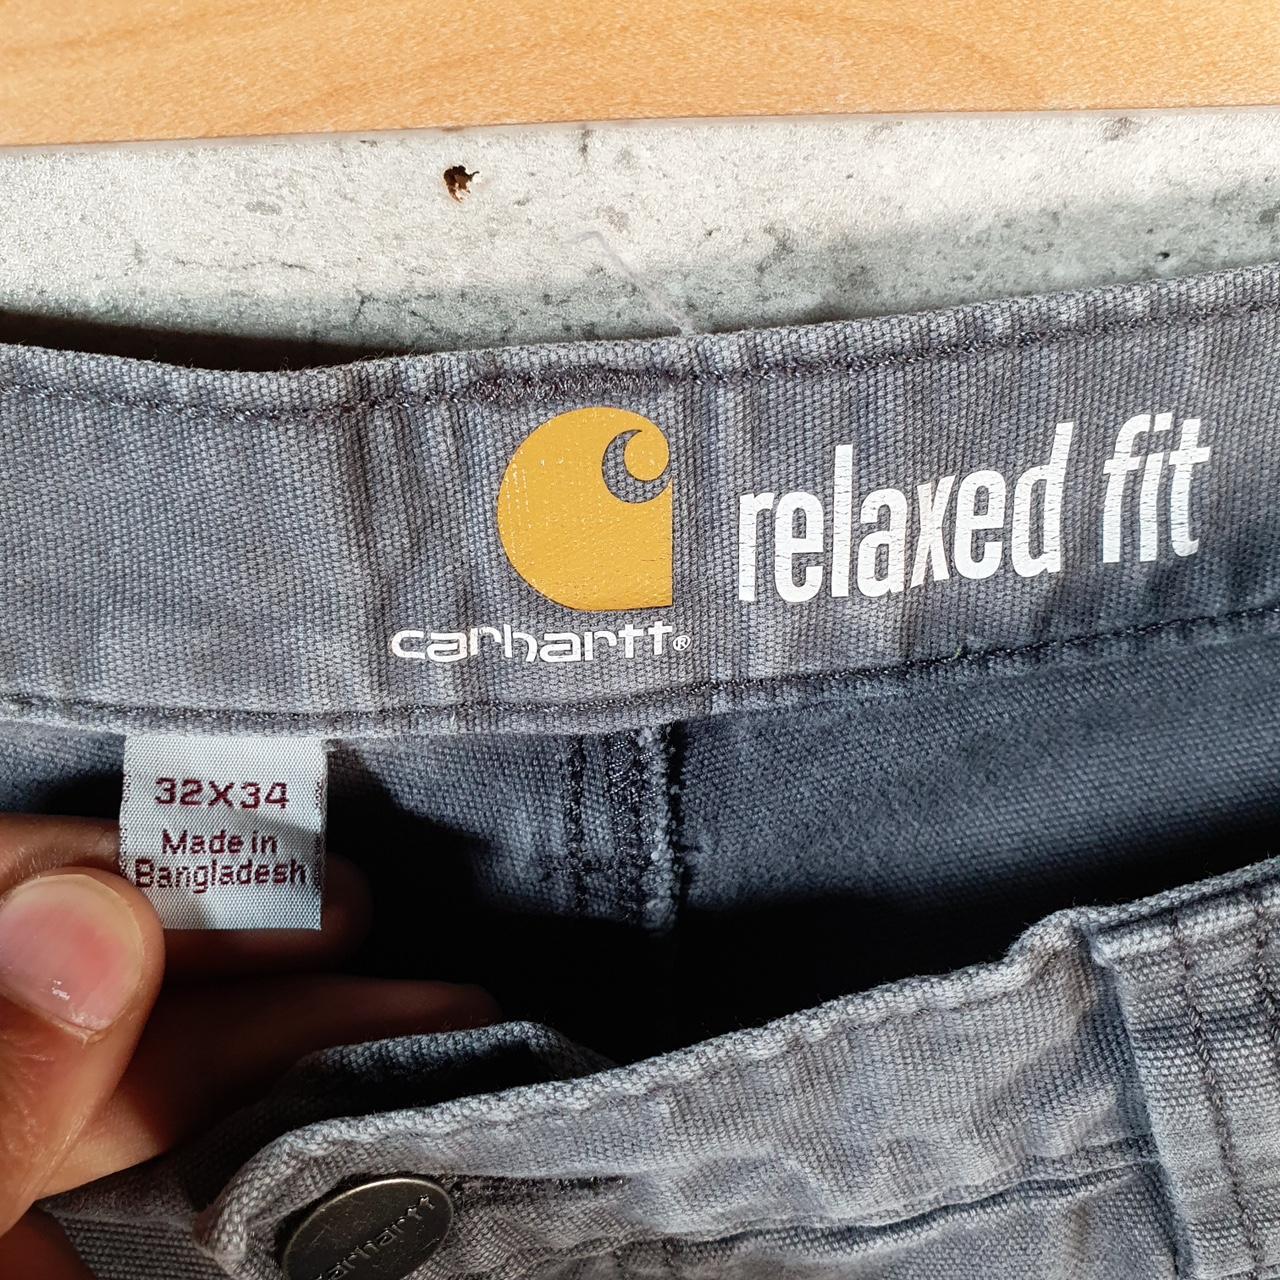 relaxed fit
carhartt®
32X34
Made in
Bangladesh
carhartt